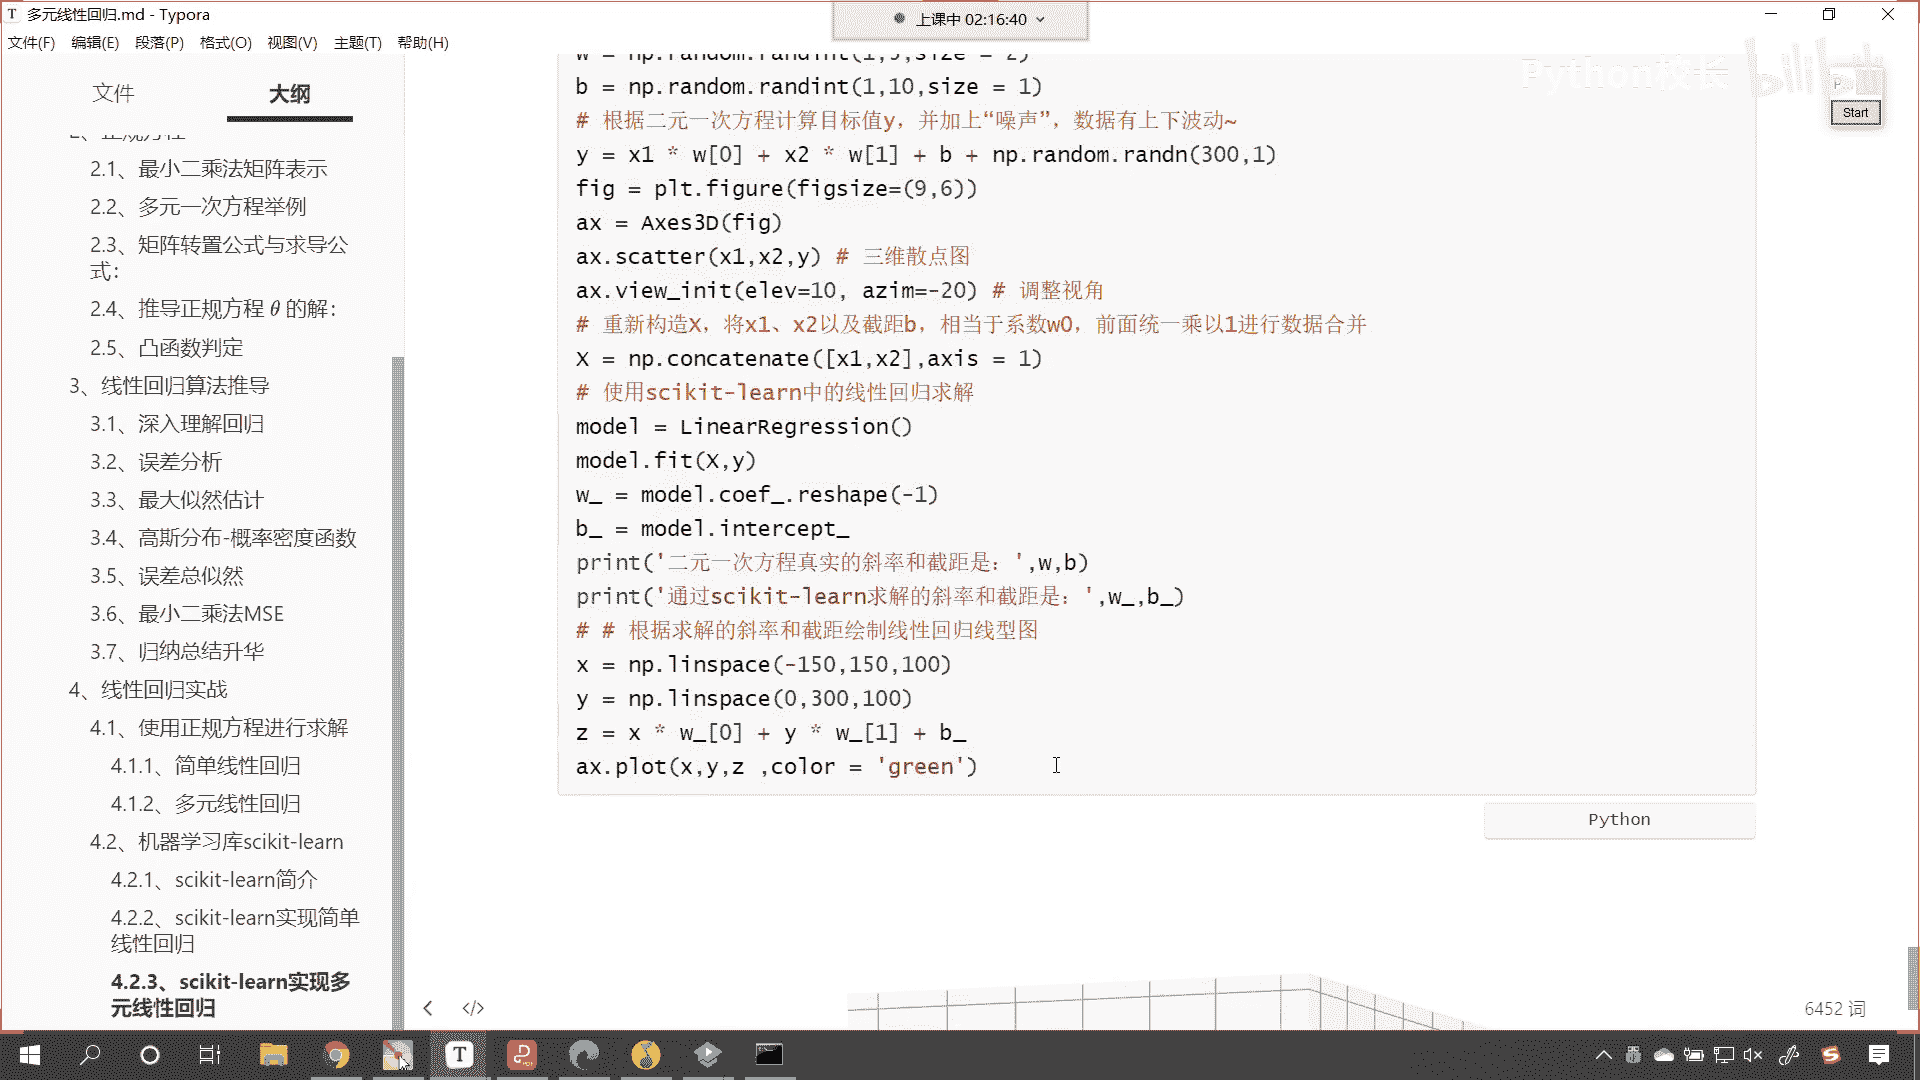 多元线性回归.md - Typora
上课中 02:16:40
文件(F) 编辑(E) 段落(P) 格式(O) 视图(V) 主题(T) 帮助(H)
Python校长
bilibili
Start
文件 大纲
2、正规方程
2.1、最小二乘法矩阵表示
2.2、多元一次方程举例
2.3、矩阵转置公式与求导公
式：
2.4、推导正规方程 θ 的解：
2.5、凸函数判定
3、线性回归算法推导
3.1、深入理解回归
3.2、误差分析
3.3、最大似然估计
3.4、高斯分布-概率密度函数
3.5、误差总似然
3.6、最小二乘法MSE
3.7、归纳总结升华
4、线性回归实战
4.1、使用正规方程进行求解
4.1.1、简单线性回归
4.1.2、多元线性回归
4.2、机器学习库scikit-learn
4.2.1、scikit-learn简介
4.2.2、scikit-learn实现简单
线性回归
4.2.3、scikit-learn实现多
元线性回归
w = np.random.randint(1,5,size = 2)
b = np.random.randint(1,10,size = 1)
# 根据二元一次方程计算目标值y，并加上“噪声”，数据有上下波动~
y = x1 * w[0] + x2 * w[1] + b + np.random.randn(300,1)
fig = plt.figure(figsize=(9,6))
ax = Axes3D(fig)
ax.scatter(x1,x2,y) # 三维散点图
ax.view_init(elev=10, azim=-20) # 调整视角
# 重新构造X，将x1、x2以及截距b，相当于系数w0，前面统一乘以1进行数据合并
X = np.concatenate([x1,x2],axis = 1)
# 使用scikit-learn中的线性回归求解
model = LinearRegression()
model.fit(X,y)
w_ = model.coef_.reshape(-1)
b_ = model.intercept_
print('二元一次方程真实的斜率和截距是：',w,b)
print('通过scikit-learn求解的斜率和截距是：',w_,b_)
# # 根据求解的斜率和截距绘制线性回归线型图
x = np.linspace(-150,150,100)
y = np.linspace(0,300,100)
z = x * w_[0] + y * w_[1] + b_
ax.plot(x,y,z ,color = 'green')
Python
6452 词